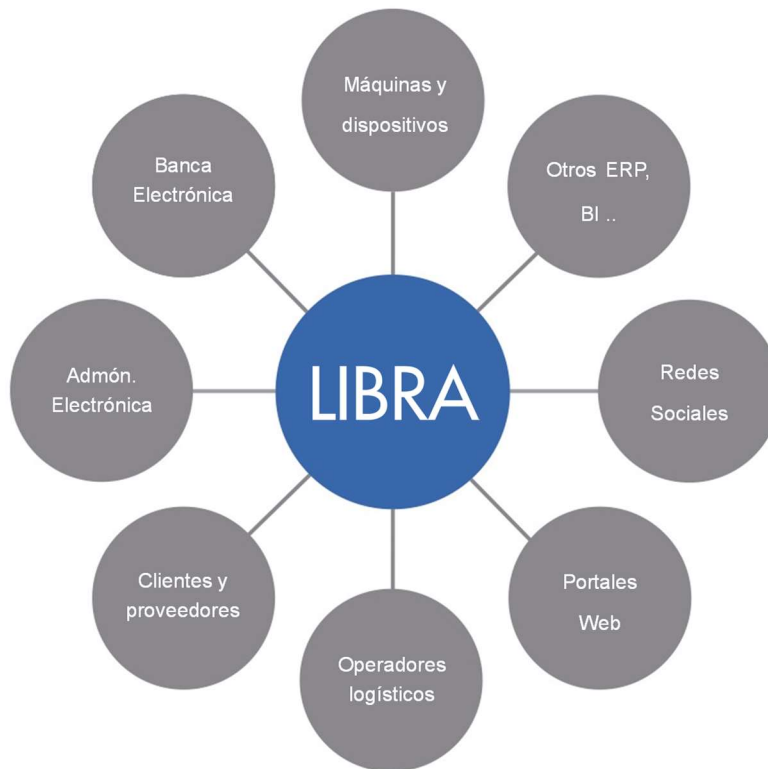 Máquinas y
dispositivos
Otros ERP,
BI ..
Redes
Sociales
Portales
Web
Operadores
logísticos
Clientes y
proveedores
Admón.
Electrónica
Banca
Electrónica
LIBRA